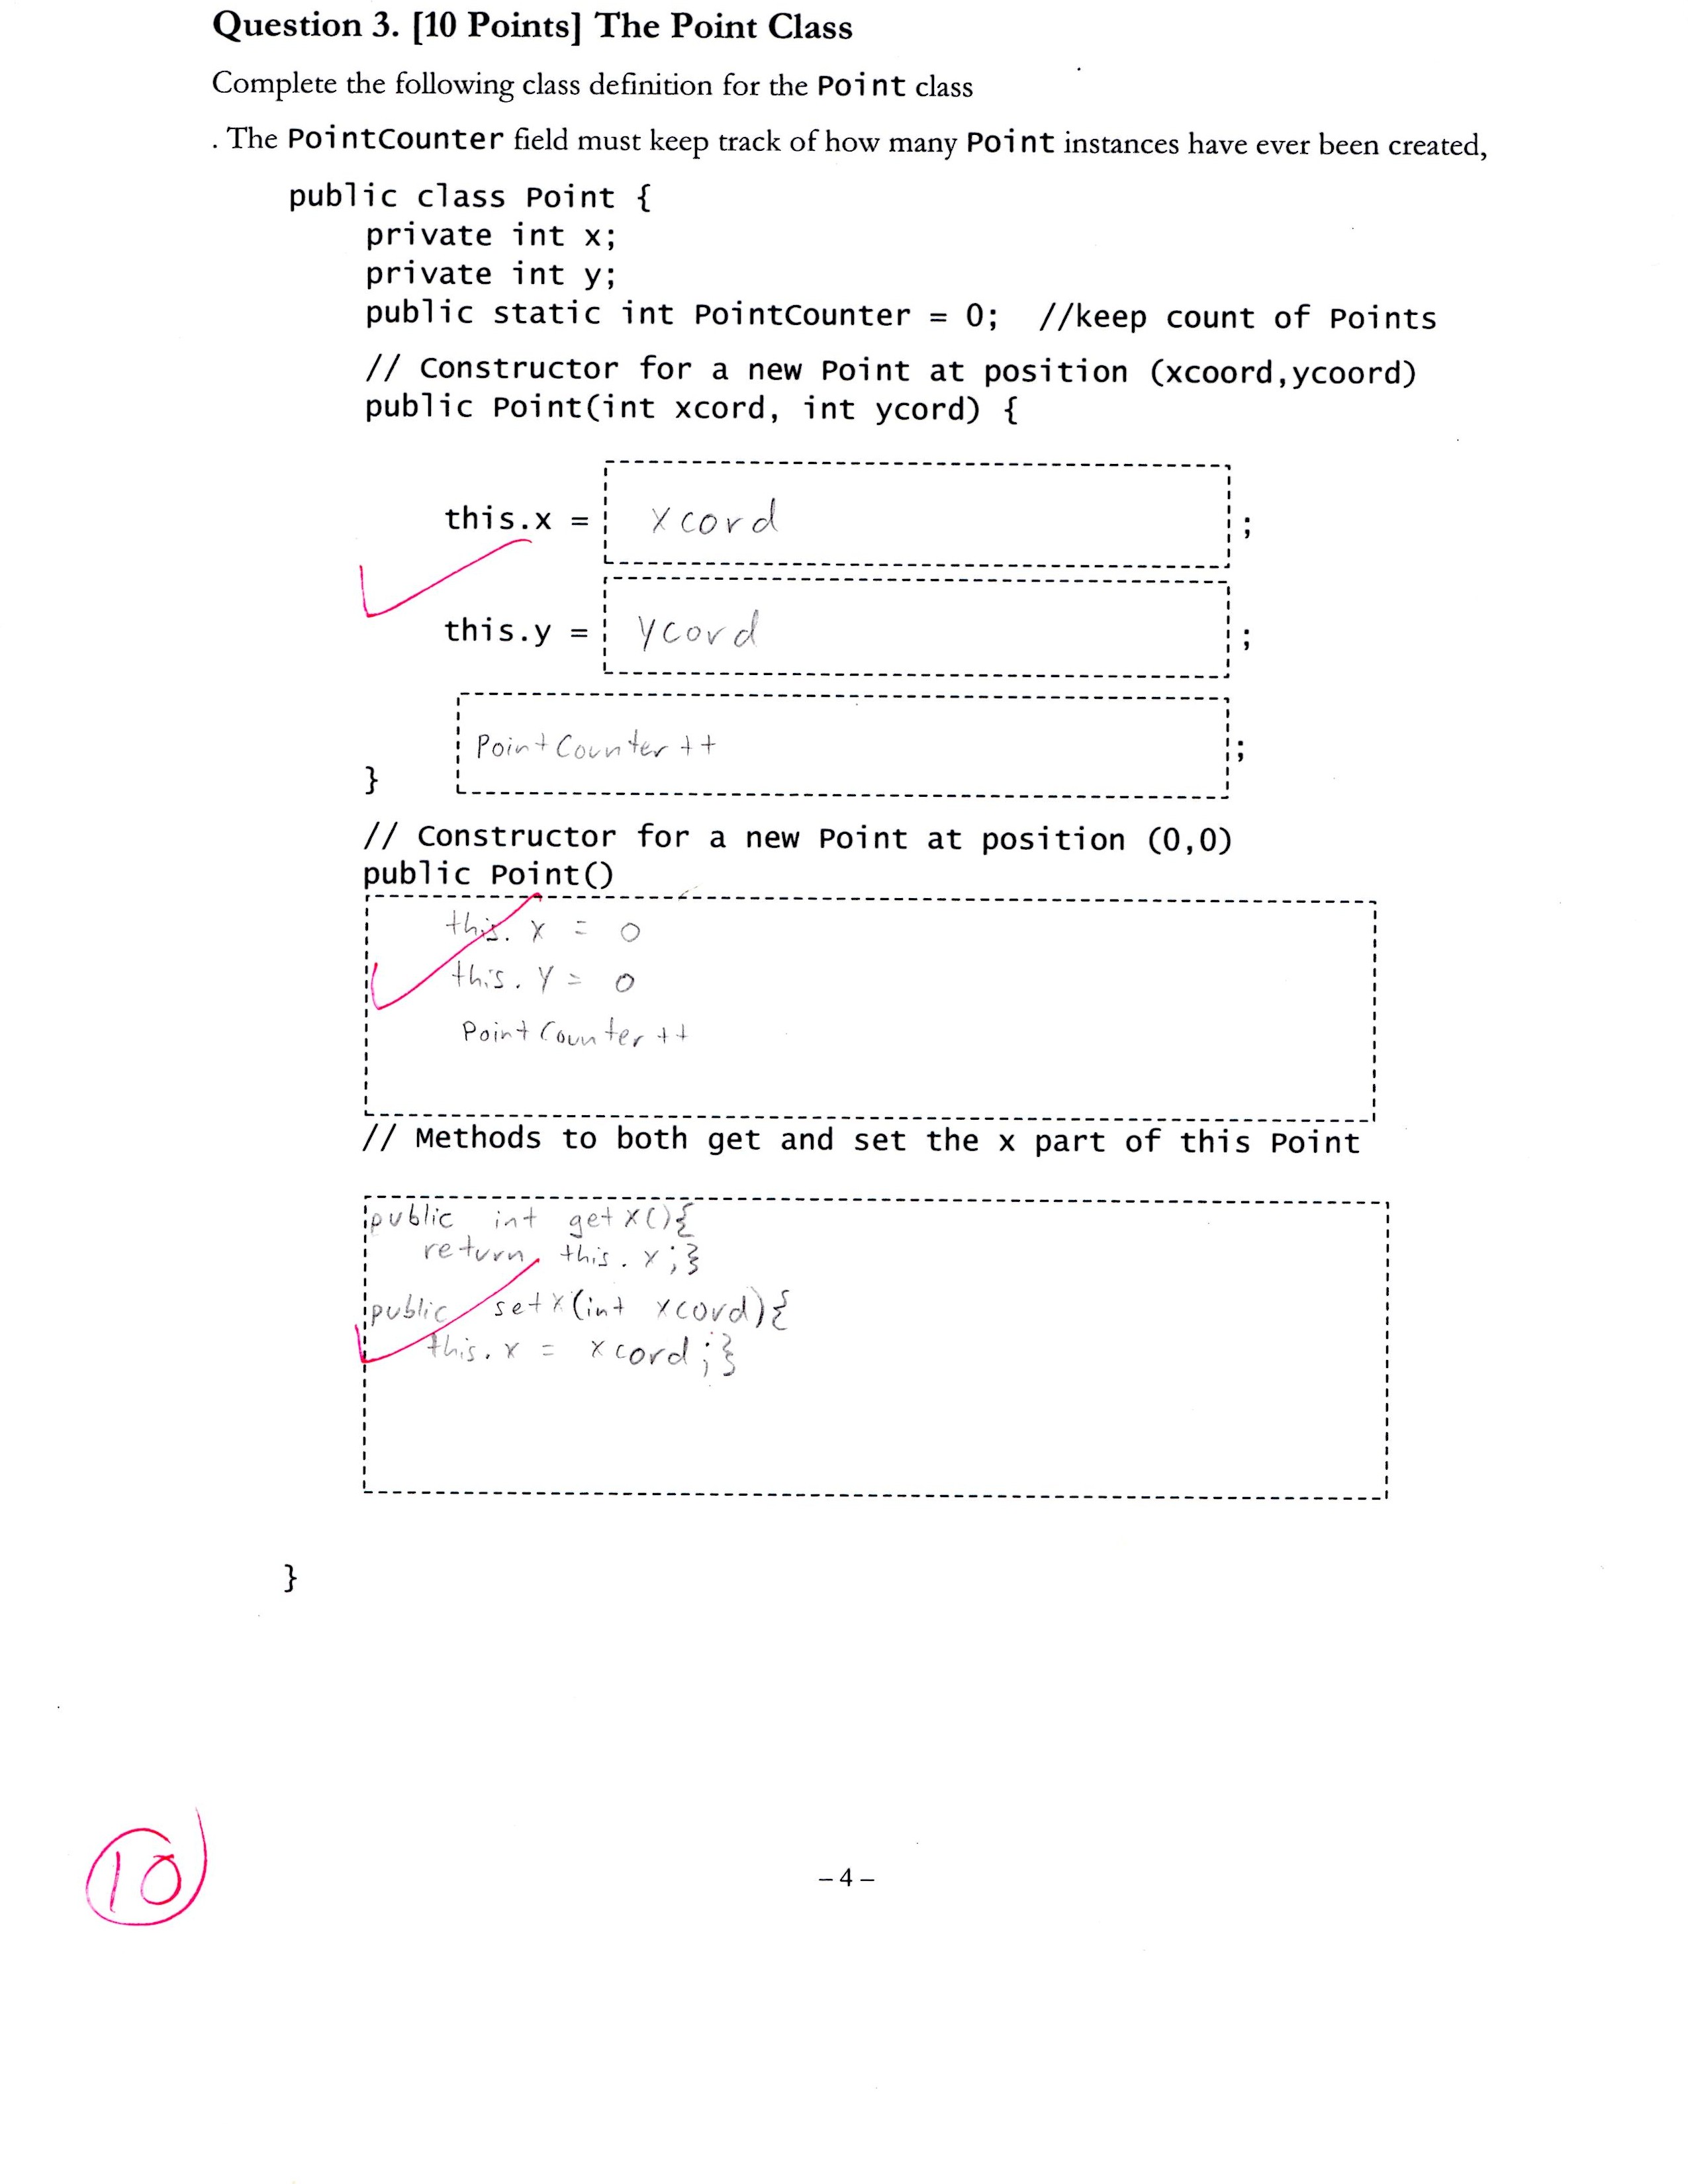 Question 3. [10 Points] The Point Class
Complete the following class definition for the Point class
. The PointCounter field must keep track of how many Point instances have ever been created,
public class Point {
private int x;
private int y;
public static int PointCounter = 0; //keep count of Points
// Constructor for a new Point at position (xcoord,ycoord)
public Point(int xcord, int ycord) {
this.x = xcord ;
this.y = ycord ;
PointCounter ++ ;
}
// Constructor for a new Point at position (0,0)
public Point()
this. x = 0
this. y = 0
PointCounter ++
// Methods to both get and set the x part of this Point
public int getX(){
return this. x;}
public setX(int xcord){
this. x = xcord;}
}
10
– 4 –